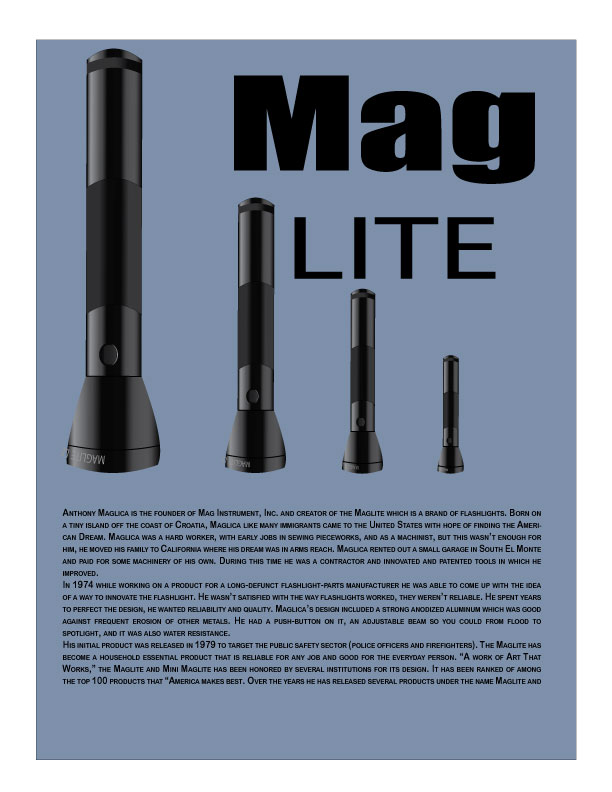 Mag
LITE
MAGLITE
MAGLITE
Anthony Maglica is the founder of Mag Instrument, Inc. and creator of the Maglite which is a brand of flashlights. Born on
a tiny island off the coast of Croatia, Maglica like many immigrants came to the United States with hope of finding the Ameri-
can Dream. Maglica was a hard worker, with early jobs in sewing pieceworks, and as a machinist, but this wasn't enough for
him, he moved his family to California where his dream was in arms reach. Maglica rented out a small garage in South El Monte
and paid for some machinery of his own. During this time he was a contractor and innovated and patented tools in which he
improved.
In 1974 while working on a product for a long-defunct flashlight-parts manufacturer he was able to come up with the idea
of a way to innovate the flashlight. He wasn't satisfied with the way flashlights worked, they weren't reliable. He spent years
to perfect the design, he wanted reliability and quality. Maglica's design included a strong anodized aluminum which was good
against frequent erosion of other metals. He had a push-button on it, an adjustable beam so you could from flood to
spotlight, and it was also water resistance.
His initial product was released in 1979 to target the public safety sector (police officers and firefighters). The Maglite has
become a household essential product that is reliable for any job and good for the everyday person. "A work of Art That
Works," the Maglite and Mini Maglite has been honored by several institutions for its design. It has been ranked of among
the top 100 products that "America makes best. Over the years he has released several products under the name Maglite and